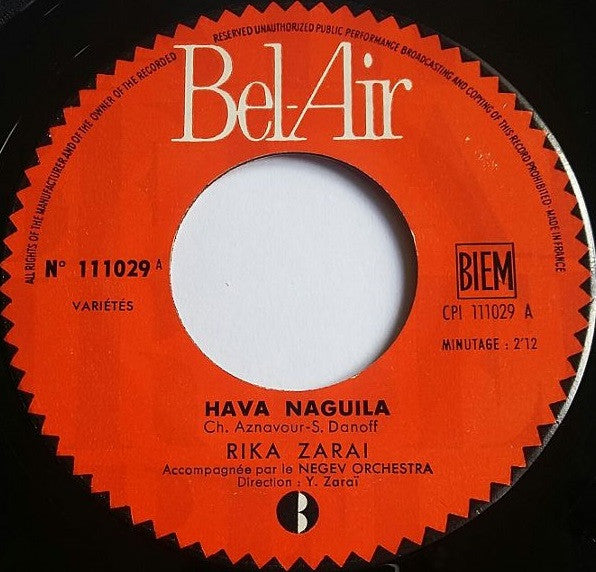 ALL RIGHTS OF THE MANUFACTURER AND OF THE OWNER OF THE RECORDED RESERVED UNAUTHORIZED PUBLIC PERFORMANCE BROADCASTING AND COPYING OF THIS RECORD PROHIBITED - MADE IN FRANCE
Bel-Air
N° 111029 A
VARIÉTÉS
BIEM
CPI 111029 A
MINUTAGE : 2'12
HAVA NAGUILA
Ch. Aznavour-S. Danoff
RIKA ZARAI
Accompagnée par le NEGEV ORCHESTRA
Direction : Y. Zaraï
B